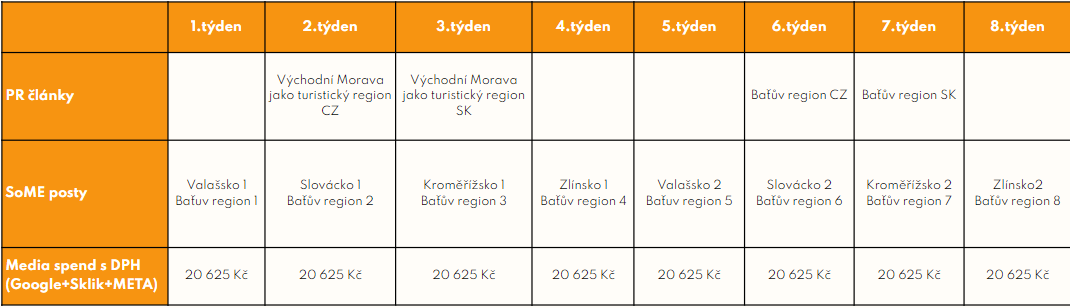 1.týden 2.týden 3.týden 4.týden 5.týden 6.týden 7.týden 8.týden
PR články
Východní Morava
jako turistický region
CZ
Východní Morava
jako turistický region
SK
Baťův region CZ
Baťův region SK
SoME posty
Valašsko 1
Baťuv region 1
Slovácko 1
Baťův region 2
Kroměřížsko 1
Baťův region 3
Zlínsko 1
Baťův region 4
Valašsko 2
Baťuv region 5
Slovácko 2
Baťův region 6
Kroměřížsko 2
Baťův region 7
Zlínsko2
Baťův region 8
Media spend s DPH
(Google+Sklik+META)
20 625 Kč 20 625 Kč 20 625 Kč 20 625 Kč 20 625 Kč 20 625 Kč 20 625 Kč 20 625 Kč